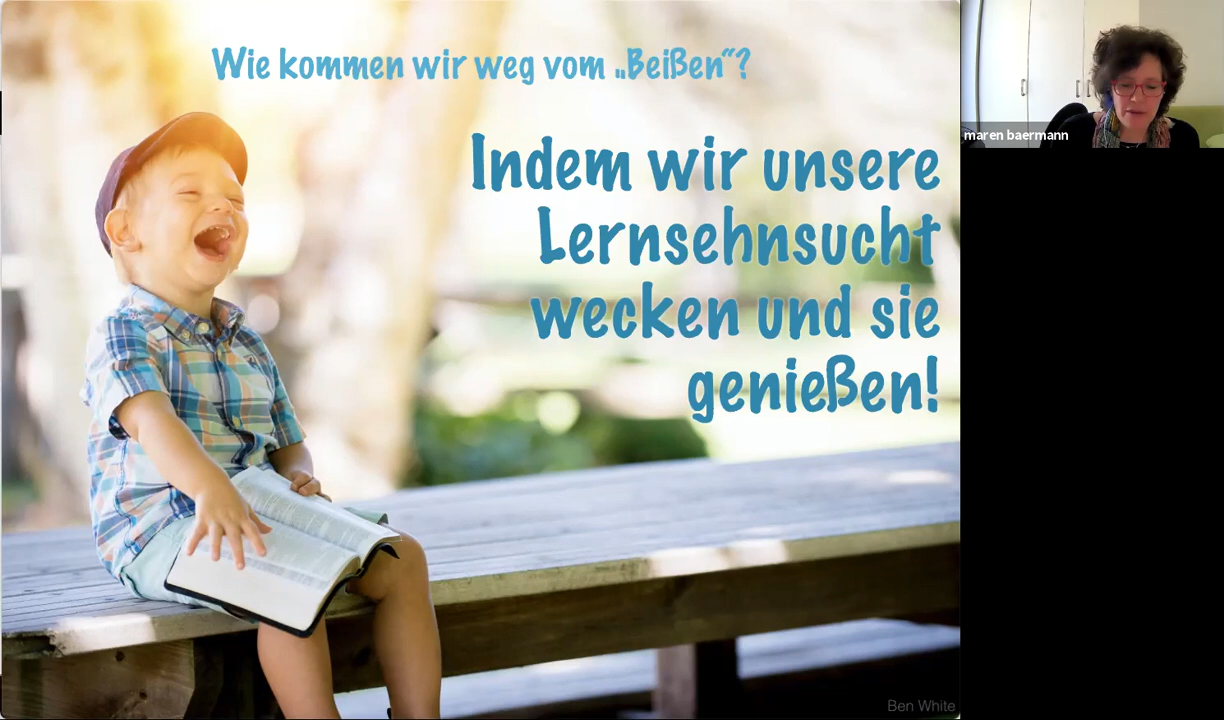 Wie kommen wir weg vom „Beißen“?
Indem wir unsere
Lernsehnsucht
wecken und sie
genießen!
maren baermann
Ben White